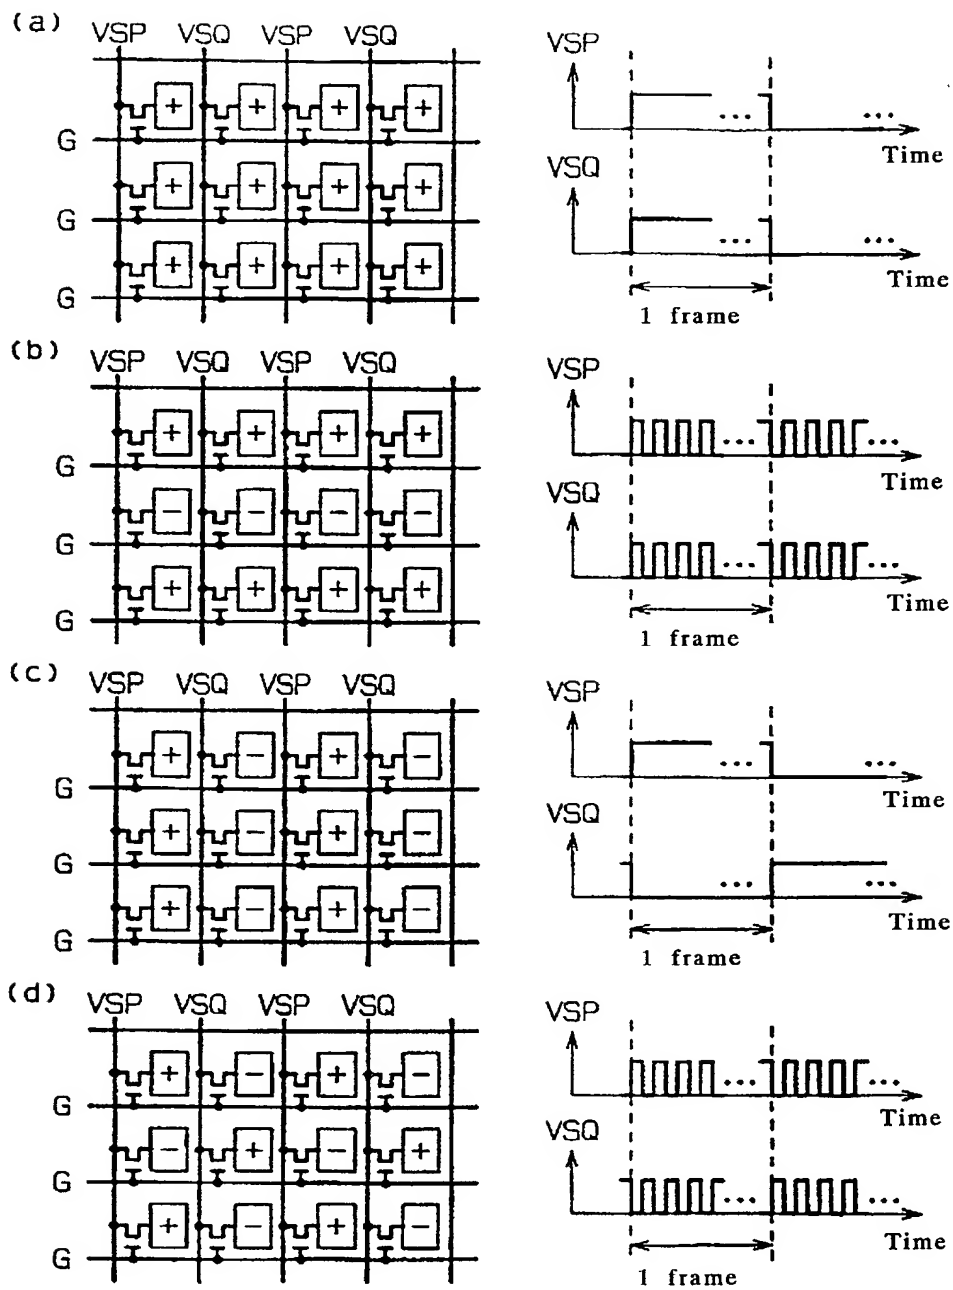 (a)
VSP VSQ VSP VSQ
+ + + +
G
+ + + +
G
+ + + +
G
VSP
...
...
Time
VSQ
...
...
Time
1 frame
(b)
VSP VSQ VSP VSQ
+ + + +
G
− − − −
G
+ + + +
G
VSP
...
...
Time
VSQ
...
...
Time
1 frame
(c)
VSP VSQ VSP VSQ
+ − + −
G
+ − + −
G
+ − + −
G
VSP
...
...
Time
VSQ
...
...
Time
1 frame
(d)
VSP VSQ VSP VSQ
+ − + −
G
− + − +
G
+ − + −
G
VSP
...
...
Time
VSQ
...
...
Time
1 frame